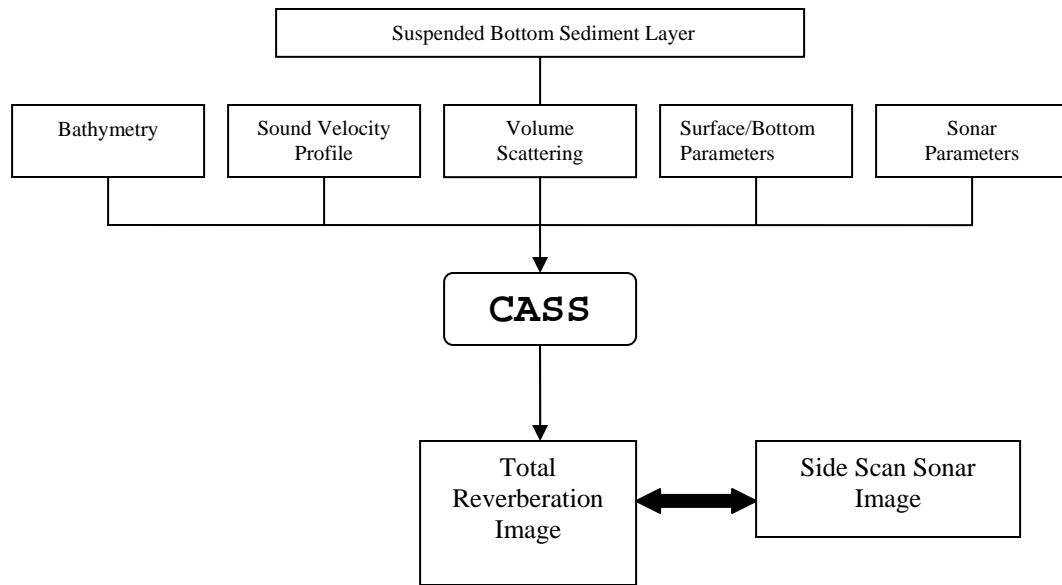 Suspended Bottom Sediment Layer
Bathymetry
Sound Velocity
Profile
Volume
Scattering
Surface/Bottom
Parameters
Sonar
Parameters
CASS
Total
Reverberation
Image
Side Scan Sonar
Image